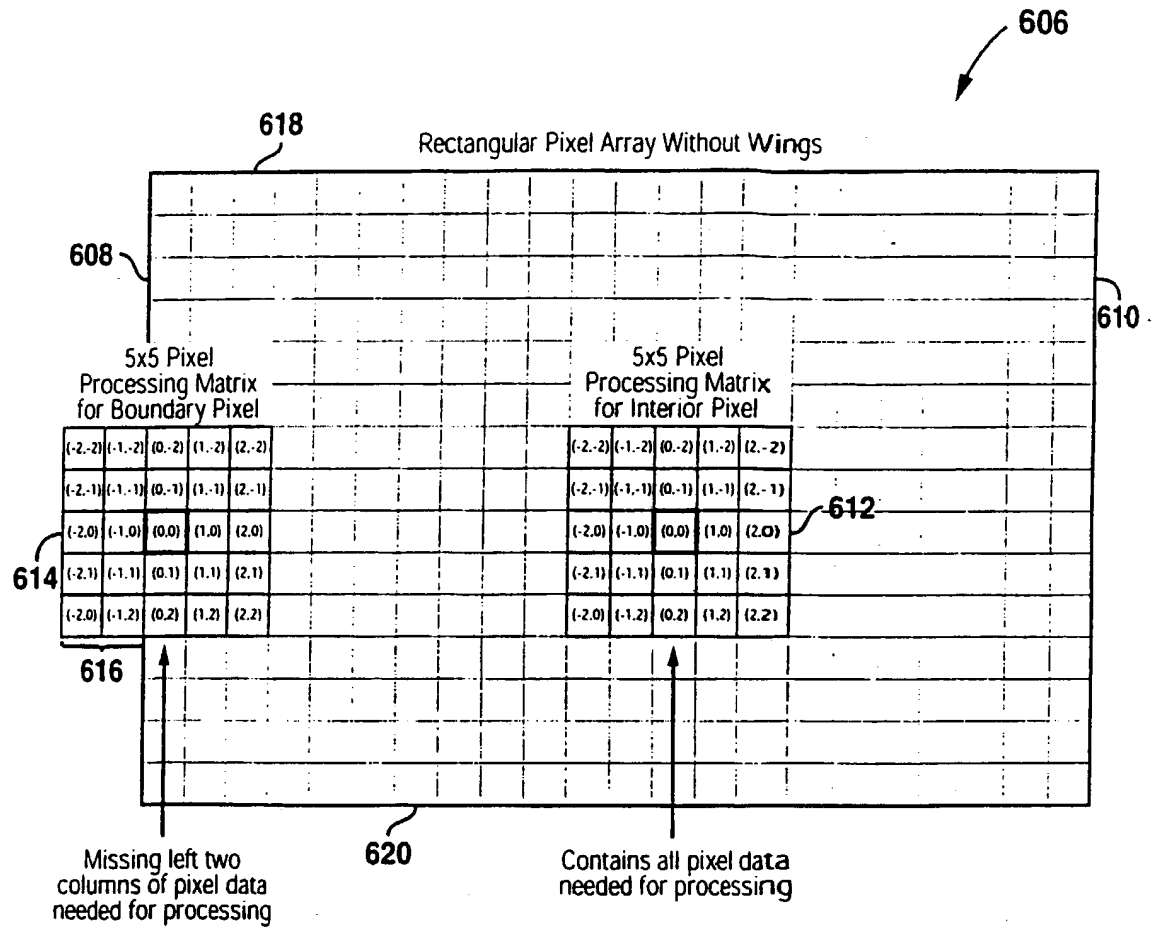 606
618
Rectangular Pixel Array Without Wings
608
610
5x5 Pixel
Processing Matrix
for Boundary Pixel
5x5 Pixel
Processing Matrix
for Interior Pixel
(-2,-2) (-1,-2) (0,-2) (1,-2) (2,-2)
(-2,-1) (-1,-1) (0,-1) (1,-1) (2,-1)
(-2,0) (-1,0) (0,0) (1,0) (2,0)
(-2,1) (-1,1) (0,1) (1,1) (2,1)
(-2,0) (-1,2) (0,2) (1,2) (2,2)
614
616
(-2,-2) (-1,-2) (0,-2) (1,-2) (2,-2)
(-2,-1) (-1,-1) (0,-1) (1,-1) (2,-1)
(-2,0) (-1,0) (0,0) (1,0) (2,0)
(-2,1) (-1,1) (0,1) (1,1) (2,1)
(-2,0) (-1,2) (0,2) (1,2) (2,2)
612
620
Missing left two
columns of pixel data
needed for processing
Contains all pixel data
needed for processing